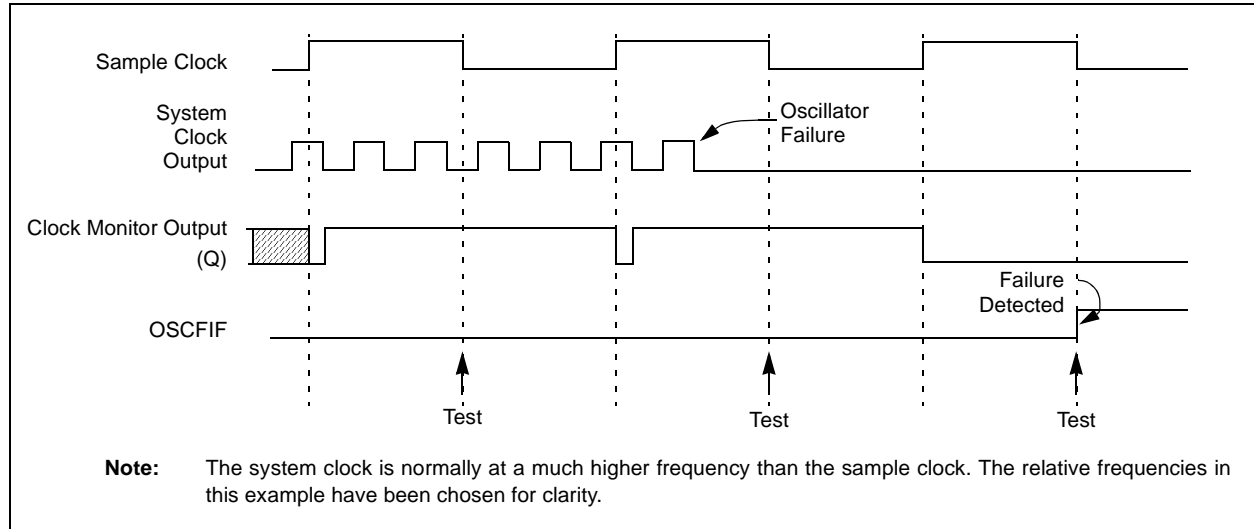 Sample Clock
System
Clock
Output
Oscillator
Failure
Clock Monitor Output
(Q)
Failure
Detected
OSCFIF
Test
Test
Test
Note: The system clock is normally at a much higher frequency than the sample clock. The relative frequencies in
this example have been chosen for clarity.